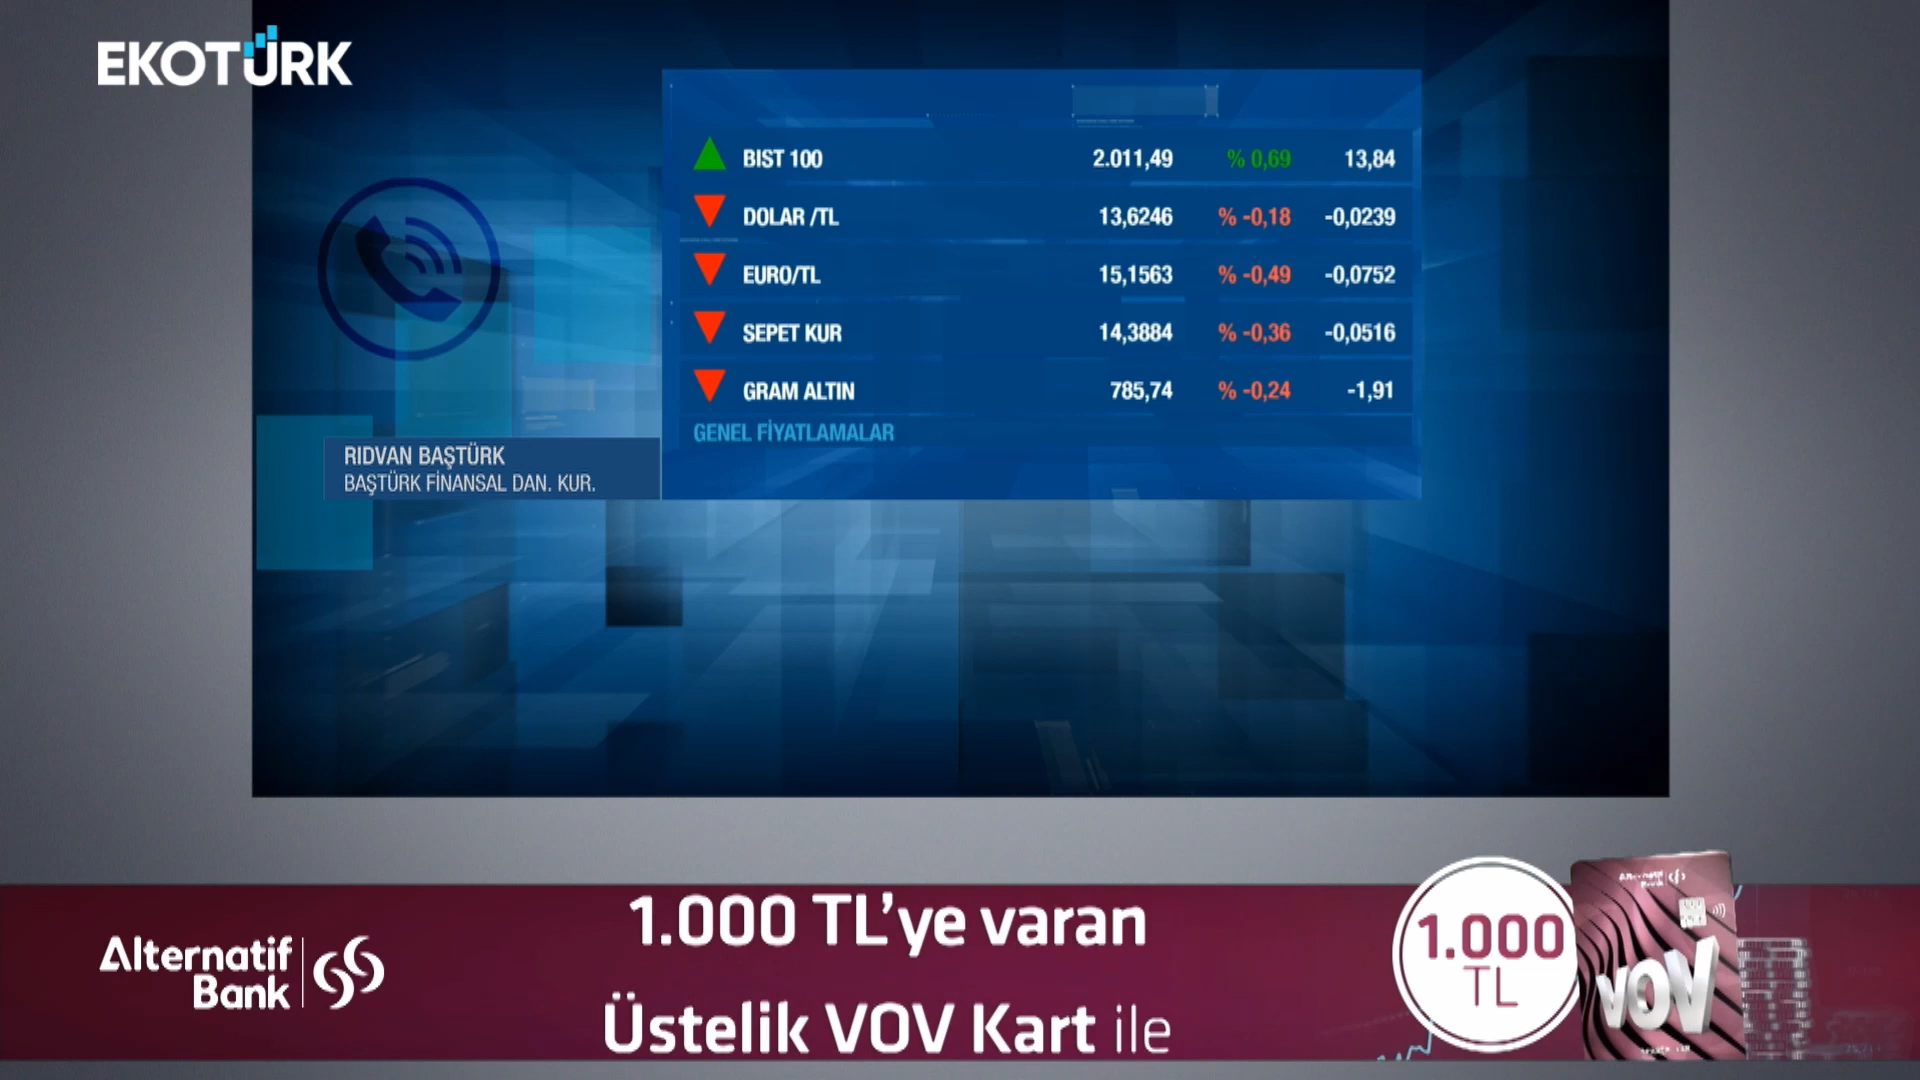 EKOTÜRK
BIST 100 2.011,49 % 0,69 13,84
DOLAR /TL 13,6246 % -0,18 -0,0239
EURO/TL 15,1563 % -0,49 -0,0752
SEPET KUR 14,3884 % -0,36 -0,0516
GRAM ALTIN 785,74 % -0,24 -1,91
GENEL FİYATLAMALAR
RIDVAN BAŞTÜRK
BAŞTÜRK FİNANSAL DAN. KUR.
Alternatif
Bank
1.000 TL’ye varan
Üstelik VOV Kart ile
1.000
TL
Alternatif
Bank
VOV